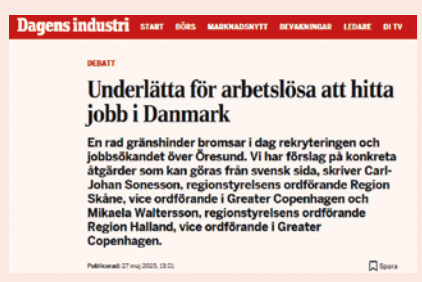 Dagens industri START BÖRS MARKNADSNYTT BEVAKNINGAR LEDARE DI TV
DEBATT
Underlätta för arbetslösa att hitta
jobb i Danmark
En rad gränshinder bromsar i dag rekryteringen och
jobbsökandet över Öresund. Vi har förslag på konkreta
åtgärder som kan göras från svensk sida, skriver Carl-
Johan Sonesson, regionstyrelsens ordförande Region
Skåne, vice ordförande i Greater Copenhagen och
Mikaela Waltersson, regionstyrelsens ordförande
Region Halland, vice ordförande i Greater
Copenhagen.
Publicerad: 27 maj 2025, 13:01 Spara